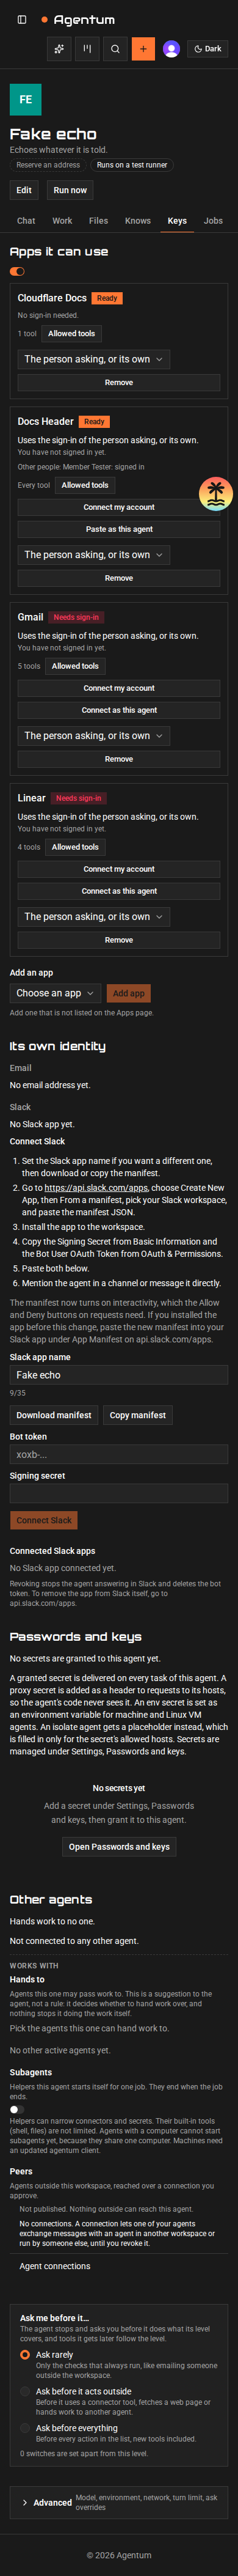 Agentum
Dark
FE
Fake echo
Echoes whatever it is told.
Reserve an address
Runs on a test runner
Edit
Run now
Chat
Work
Files
Knows
Keys
Jobs
Apps it can use
Cloudflare Docs
Ready
No sign-in needed.
1 tool
Allowed tools
The person asking, or its own
Remove
Docs Header
Ready
Uses the sign-in of the person asking, or its own.
You have not signed in yet.
Other people: Member Tester: signed in
Every tool
Allowed tools
Connect my account
Paste as this agent
The person asking, or its own
Remove
Gmail
Needs sign-in
Uses the sign-in of the person asking, or its own.
You have not signed in yet.
5 tools
Allowed tools
Connect my account
Connect as this agent
The person asking, or its own
Remove
Linear
Needs sign-in
Uses the sign-in of the person asking, or its own.
You have not signed in yet.
4 tools
Allowed tools
Connect my account
Connect as this agent
The person asking, or its own
Remove
Add an app
Choose an app
Add app
Add one that is not listed on the Apps page.
Its own identity
Email
No email address yet.
Slack
No Slack app yet.
Connect Slack
1. Set the Slack app name if you want a different one,
then download or copy the manifest.
2. Go to https://api.slack.com/apps, choose Create New
App, then From a manifest, pick your Slack workspace,
and paste the manifest JSON.
3. Install the app to the workspace.
4. Copy the Signing Secret from Basic Information and
the Bot User OAuth Token from OAuth & Permissions.
5. Paste both below.
6. Mention the agent in a channel or message it directly.
The manifest now turns on interactivity, which the Allow
and Deny buttons on requests need. If you installed the
app before this change, paste the new manifest into your
Slack app under App Manifest on api.slack.com/apps.
Slack app name
Fake echo
9/35
Download manifest
Copy manifest
Bot token
xoxb-...
Signing secret
Connect Slack
Connected Slack apps
No Slack app connected yet.
Revoking stops the agent answering in Slack and deletes the bot
token. To remove the app from Slack itself, go to
api.slack.com/apps.
Passwords and keys
No secrets are granted to this agent yet.
A granted secret is delivered on every task of this agent. A
proxy secret is added as a header to requests to its hosts,
so the agent's code never sees it. An env secret is set as
an environment variable for machine and Linux VM
agents. An isolate agent gets a placeholder instead, which
is filled in only for the secret's allowed hosts. Secrets are
managed under Settings, Passwords and keys.
No secrets yet
Add a secret under Settings, Passwords
and keys, then grant it to this agent.
Open Passwords and keys
Other agents
Hands work to no one.
Not connected to any other agent.
WORKS WITH
Hands to
Agents this one may pass work to. This is a suggestion to the
agent, not a rule: it decides whether to hand work over, and
nothing stops it doing the work itself.
Pick the agents this one can hand work to.
No other active agents yet.
Subagents
Helpers this agent starts itself for one job. They end when the job
ends.
Helpers can narrow connectors and secrets. Their built-in tools
(shell, files) are not limited. Agents with a computer cannot start
subagents yet, because they share one computer. Machines need
an updated agentum client.
Peers
Agents outside this workspace, reached over a connection you
approve.
Not published. Nothing outside can reach this agent.
No connections. A connection lets one of your agents
exchange messages with an agent in another workspace or
run by someone else, until you revoke it.
Agent connections
Ask me before it…
The agent stops and asks you before it does what its level
covers, and tools it gets later follow the level.
Ask rarely
Only the checks that always run, like emailing someone
outside the workspace.
Ask before it acts outside
Before it uses a connector tool, fetches a web page or
hands work to another agent.
Ask before everything
Before every action in the list, new tools included.
0 switches are set apart from this level.
Advanced
Model, environment, network, turn limit, ask
overrides
© 2026 Agentum